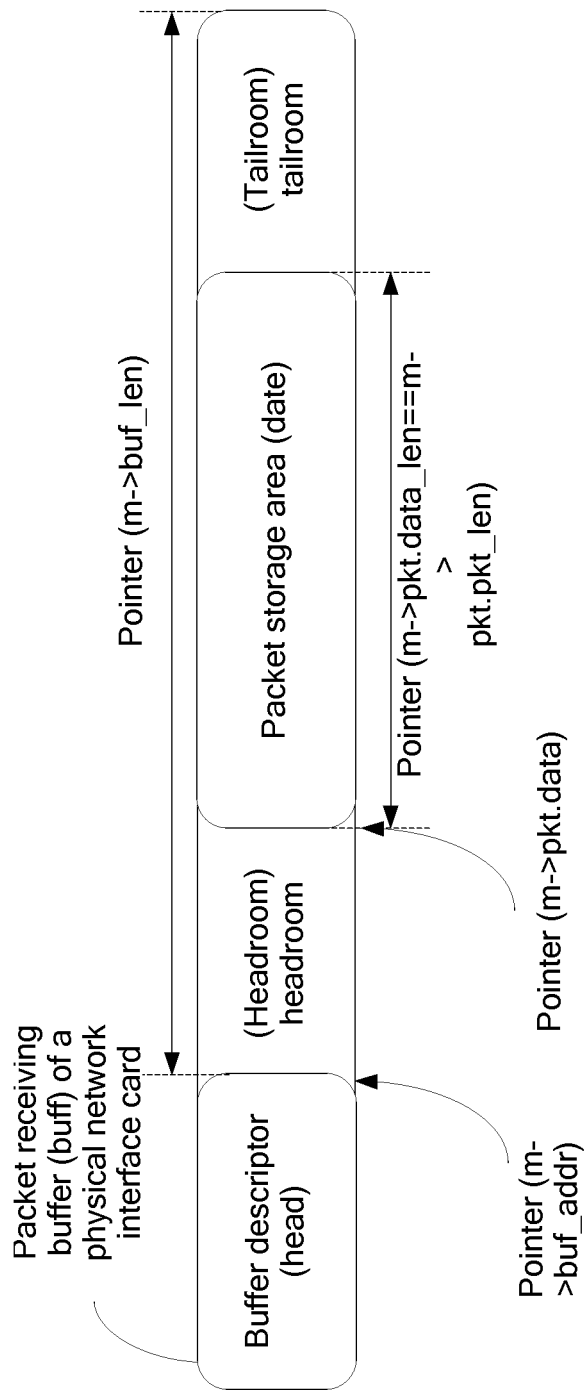 Packet receiving
buffer (buff) of a
physical network
interface card
Pointer (m->buf_len)
Buffer descriptor
(head)
(Headroom)
headroom
Packet storage area (date)
(Tailroom)
tailroom
Pointer (m-
>buf_addr)
Pointer (m->pkt.data)
Pointer (m->pkt.data_len==m-
>
pkt.pkt_len)